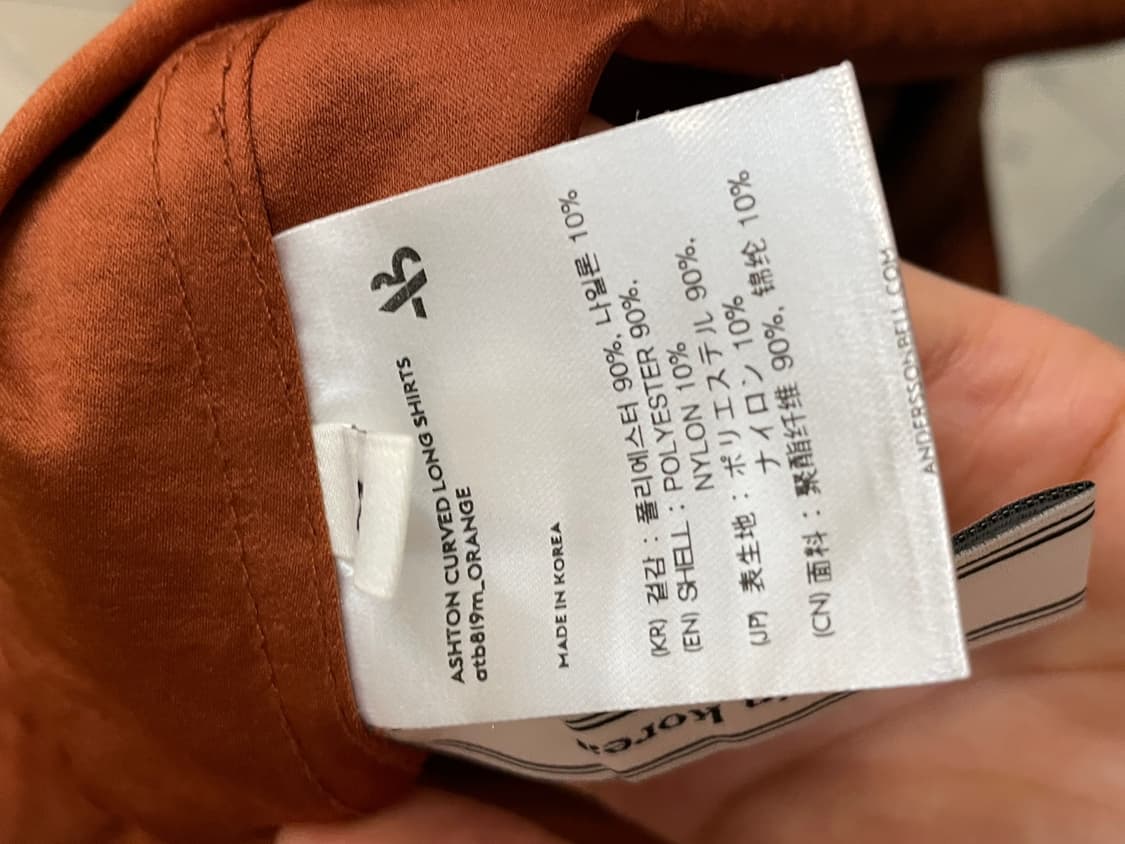 ASHTON CURVED LONG SHIRTS
atb819m_ORANGE
MADE IN KOREA
(KR) 겉감 : 폴리에스터 90%, 나일론 10%
(EN) SHELL : POLYESTER 90%,
NYLON 10%
(JP) 表生地 : ポリエステル 90%,
ナイロン 10%
(CN) 面料 : 聚酯纤维 90%, 锦纶 10%
ANDERSSONBELL.COM
korea